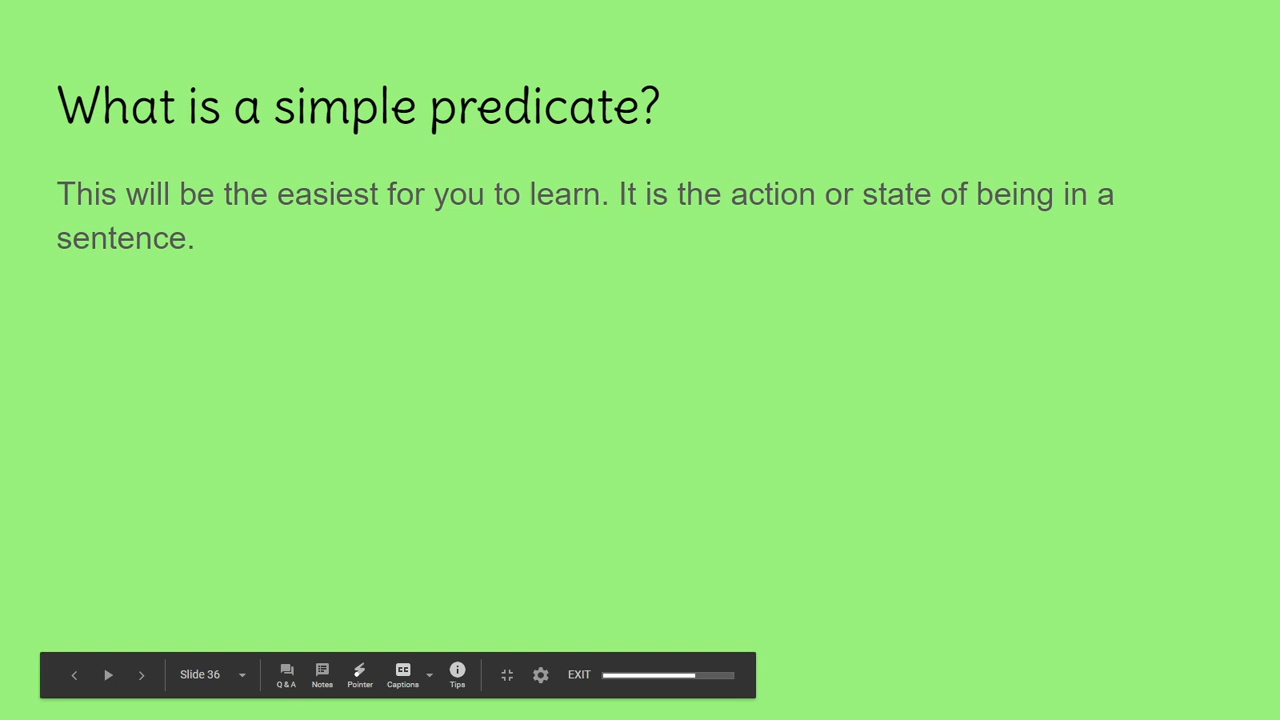 What is a simple predicate?
This will be the easiest for you to learn. It is the action or state of being in a
sentence.
Slide 36
Q & A
Notes
Pointer
Captions
Tips
EXIT